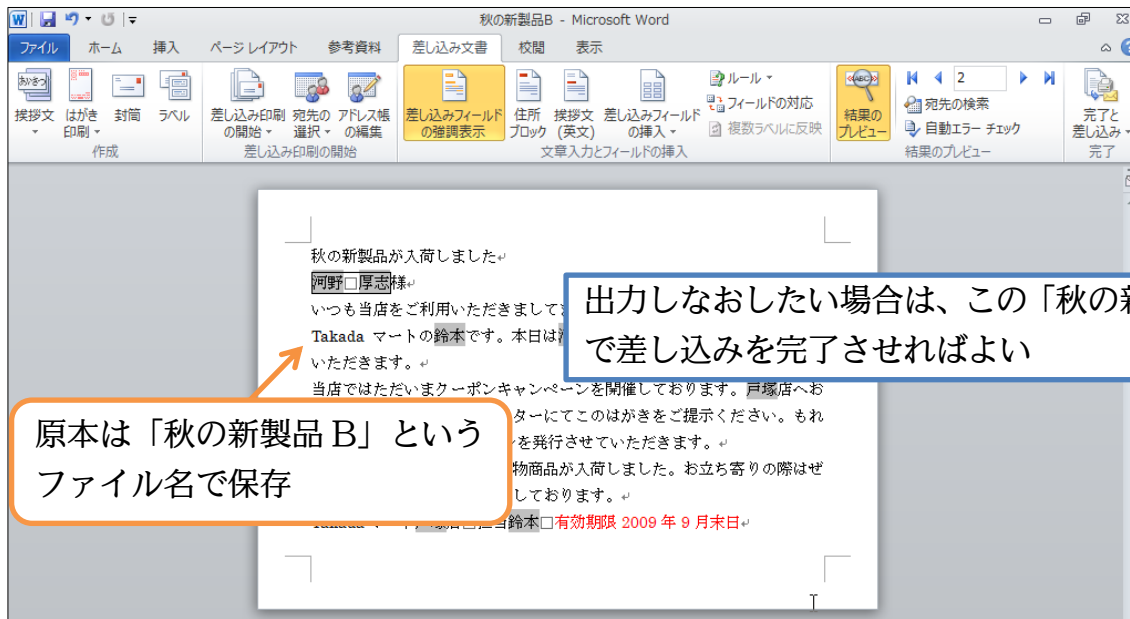 秋の新製品B - Microsoft Word
ファイル ホーム 挿入 ページ レイアウト 参考資料 差し込み文書 校閲 表示
あいさつ
挨拶文
はがき印刷
封筒
ラベル
作成
差し込み印刷の開始
宛先の選択
アドレス帳の編集
差し込み印刷の開始
差し込みフィールドの強調表示
住所ブロック
挨拶文(英文)
差し込みフィールドの挿入
ルール
フィールドの対応
複数ラベルに反映
文章入力とフィールドの挿入
ABC
結果のプレビュー
2
宛先の検索
自動エラー チェック
結果のプレビュー
完了と差し込み
完了
秋の新製品が入荷しました
河野□厚志様
いつも当店をご利用いただきまして
Takada マートの鈴本です。本日は
いただきます。
当店ではただいまクーポンキャンペーンを開催しております。戸塚店へお
ターにてこのはがきをご提示ください。もれ
を発行させていただきます。
物商品が入荷しました。お立ち寄りの際はぜ
しております。
鈴本□有効期限 2009 年 9 月末日
出力しなおしたい場合は、この「秋の新
で差し込みを完了させればよい
原本は「秋の新製品 B」という
ファイル名で保存